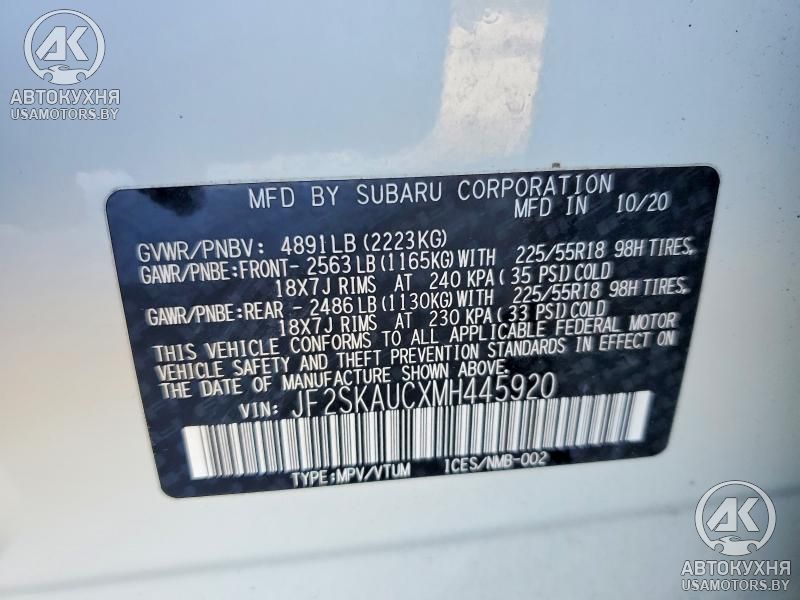 AK
АВТОКУХНЯ
USAMOTORS.BY
MFD BY SUBARU CORPORATION
MFD IN 10/20
GVWR/PNBV: 4891LB (2223KG)
GAWR/PNBE:FRONT- 2563LB (1165KG)WITH 225/55R18 98H TIRES,
18X7J RIMS AT 240 KPA (35 PSI)COLD
GAWR/PNBE:REAR - 2486LB (1130KG)WITH 225/55R18 98H TIRES,
18X7J RIMS AT 230 KPA (33 PSI)COLD
THIS VEHICLE CONFORMS TO ALL APPLICABLE FEDERAL MOTOR
VEHICLE SAFETY AND THEFT PREVENTION STANDARDS IN EFFECT ON
THE DATE OF MANUFACTURE SHOWN ABOVE.
VIN: JF2SKAUCXMH445920
TYPE:MPV/VTUM ICES/NMB-002
AK
АВТОКУХНЯ
USAMOTORS.BY